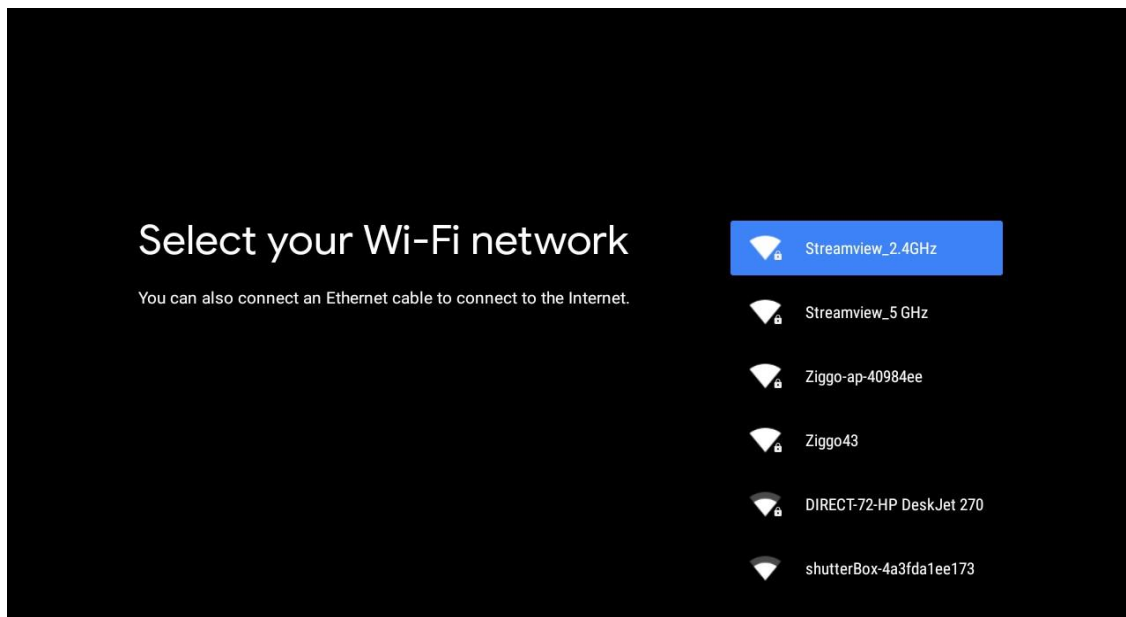 Select your Wi-Fi network
You can also connect an Ethernet cable to connect to the Internet.
Streamview_2.4GHz
Streamview_5 GHz
Ziggo-ap-40984ee
Ziggo43
DIRECT-72-HP DeskJet 270
shutterBox-4a3fda1ee173